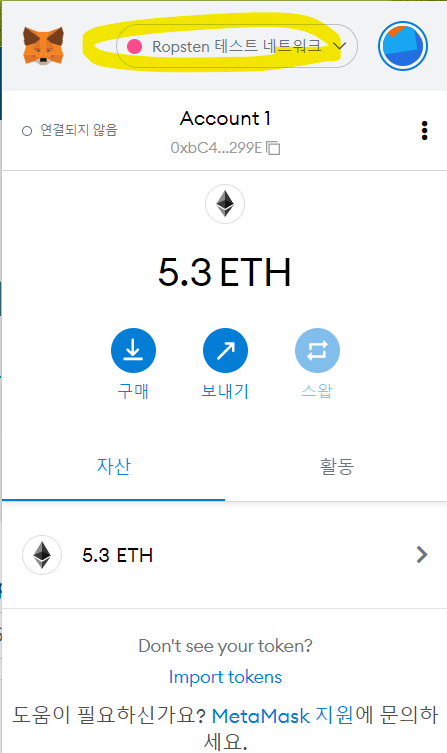 Ropsten 테스트 네트워크
연결되지 않음
Account 1
0xbC4...299E
5.3 ETH
구매 보내기 스왑
자산 활동
5.3 ETH
Don't see your token?
Import tokens
도움이 필요하신가요? MetaMask 지원에 문의하
세요.